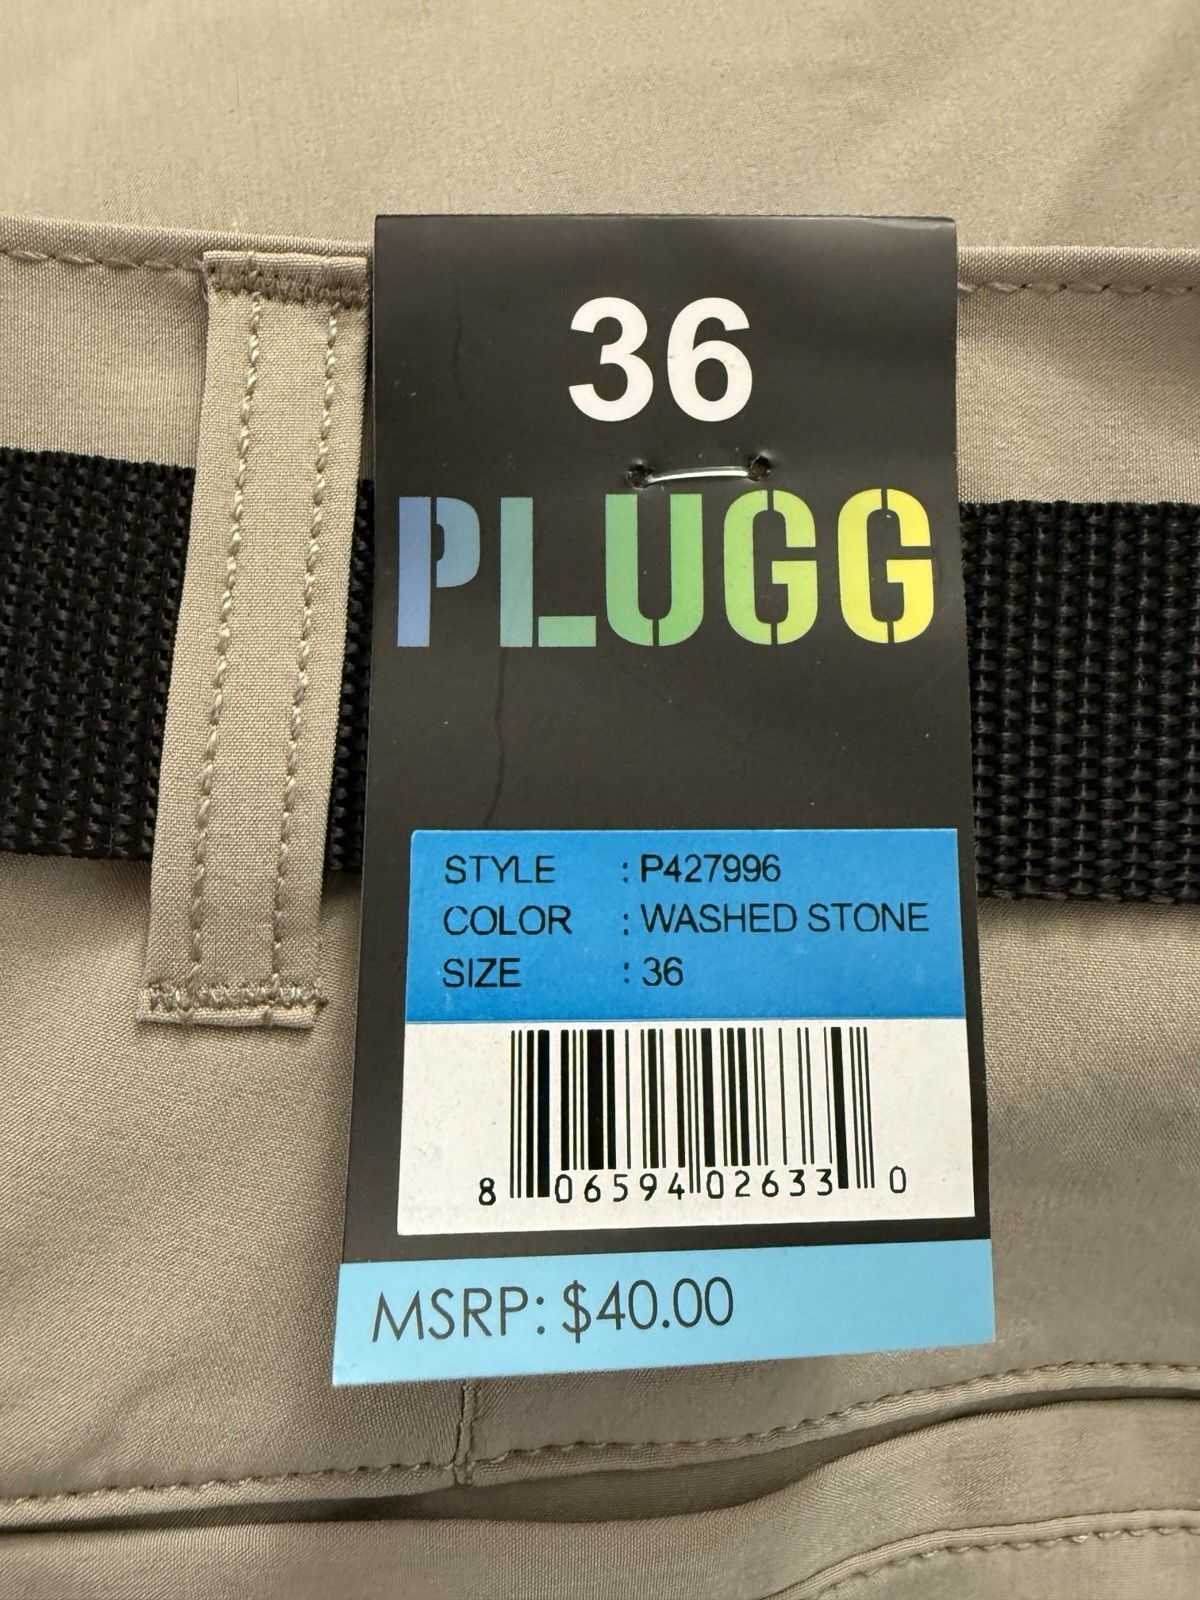 36
PLUGG
STYLE : P427996
COLOR : WASHED STONE
SIZE : 36
8 06594 02633 0
MSRP: $40.00